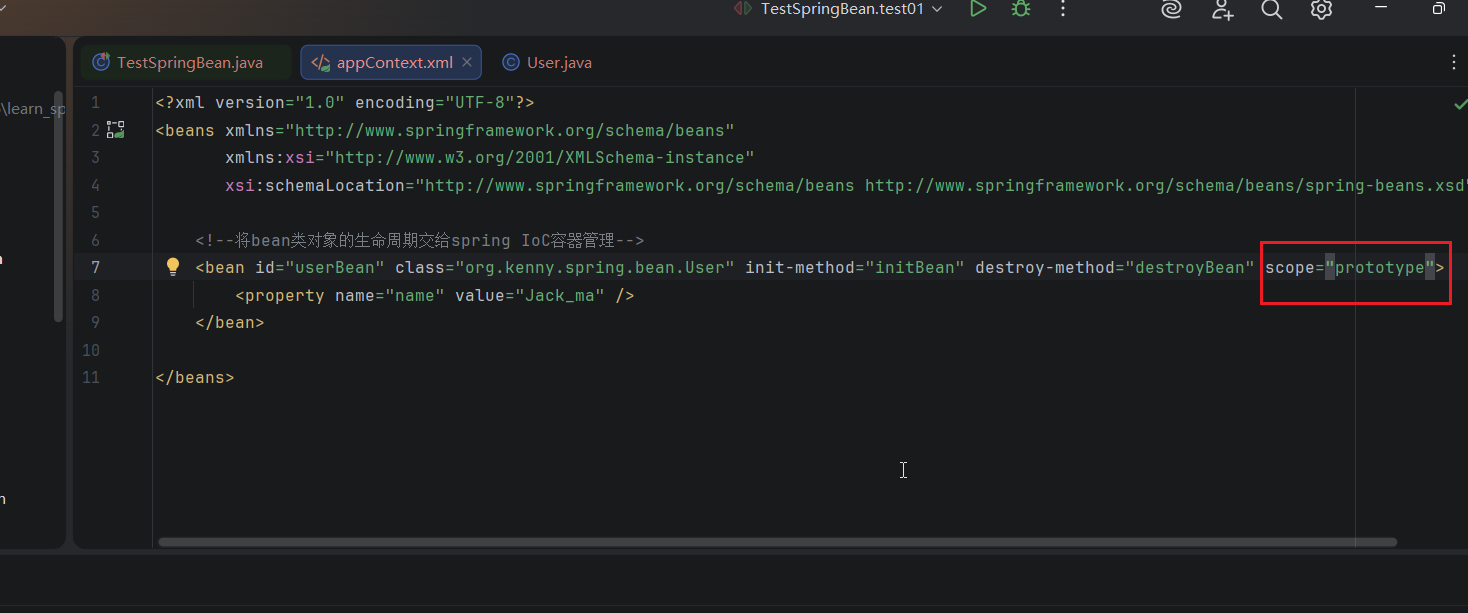 TestSpringBean.test01
TestSpringBean.java
appContext.xml
User.java
\learn_sp
1 <?xml version="1.0" encoding="UTF-8"?>
2 <beans xmlns="http://www.springframework.org/schema/beans"
3 xmlns:xsi="http://www.w3.org/2001/XMLSchema-instance"
4 xsi:schemaLocation="http://www.springframework.org/schema/beans http://www.springframework.org/schema/beans/spring-beans.xsd"
5
6 <!--将bean类对象的生命周期交给spring IoC容器管理-->
7 <bean id="userBean" class="org.kenny.spring.bean.User" init-method="initBean" destroy-method="destroyBean" scope="prototype">
8 <property name="name" value="Jack_ma" />
9 </bean>
10
11 </beans>